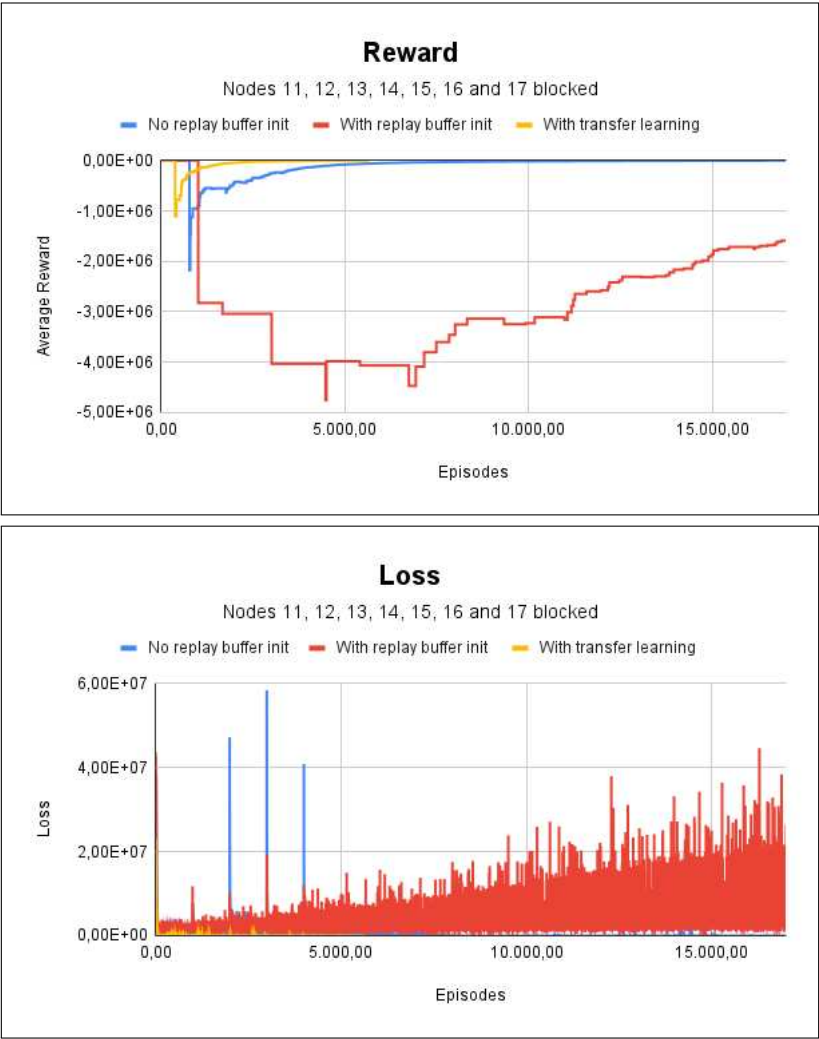 Reward
Nodes 11, 12, 13, 14, 15, 16 and 17 blocked
No replay buffer init With replay buffer init With transfer learning
0,00E+00
-1,00E+06
-2,00E+06
-3,00E+06
-4,00E+06
-5,00E+06
Average Reward
0,00 5.000,00 10.000,00 15.000,00
Episodes
Loss
Nodes 11, 12, 13, 14, 15, 16 and 17 blocked
No replay buffer init With replay buffer init With transfer learning
6,00E+07
4,00E+07
2,00E+07
0,00E+00
Loss
0,00 5.000,00 10.000,00 15.000,00
Episodes